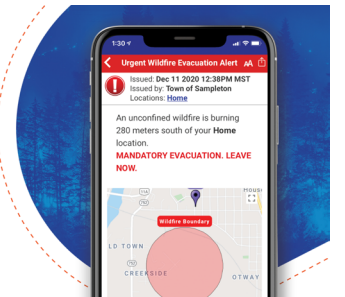 1:30
Urgent Wildfire Evacuation Alert AA
Issued: Dec 11 2020 12:38PM MST
Issued by: Town of Sampleton
Locations: Home
An unconfined wildfire is burning
280 meters south of your Home
location.
MANDATORY EVACUATION. LEAVE
NOW.
Wildfire Boundary
LD TOWN
CREEKSIDE
OTWAY